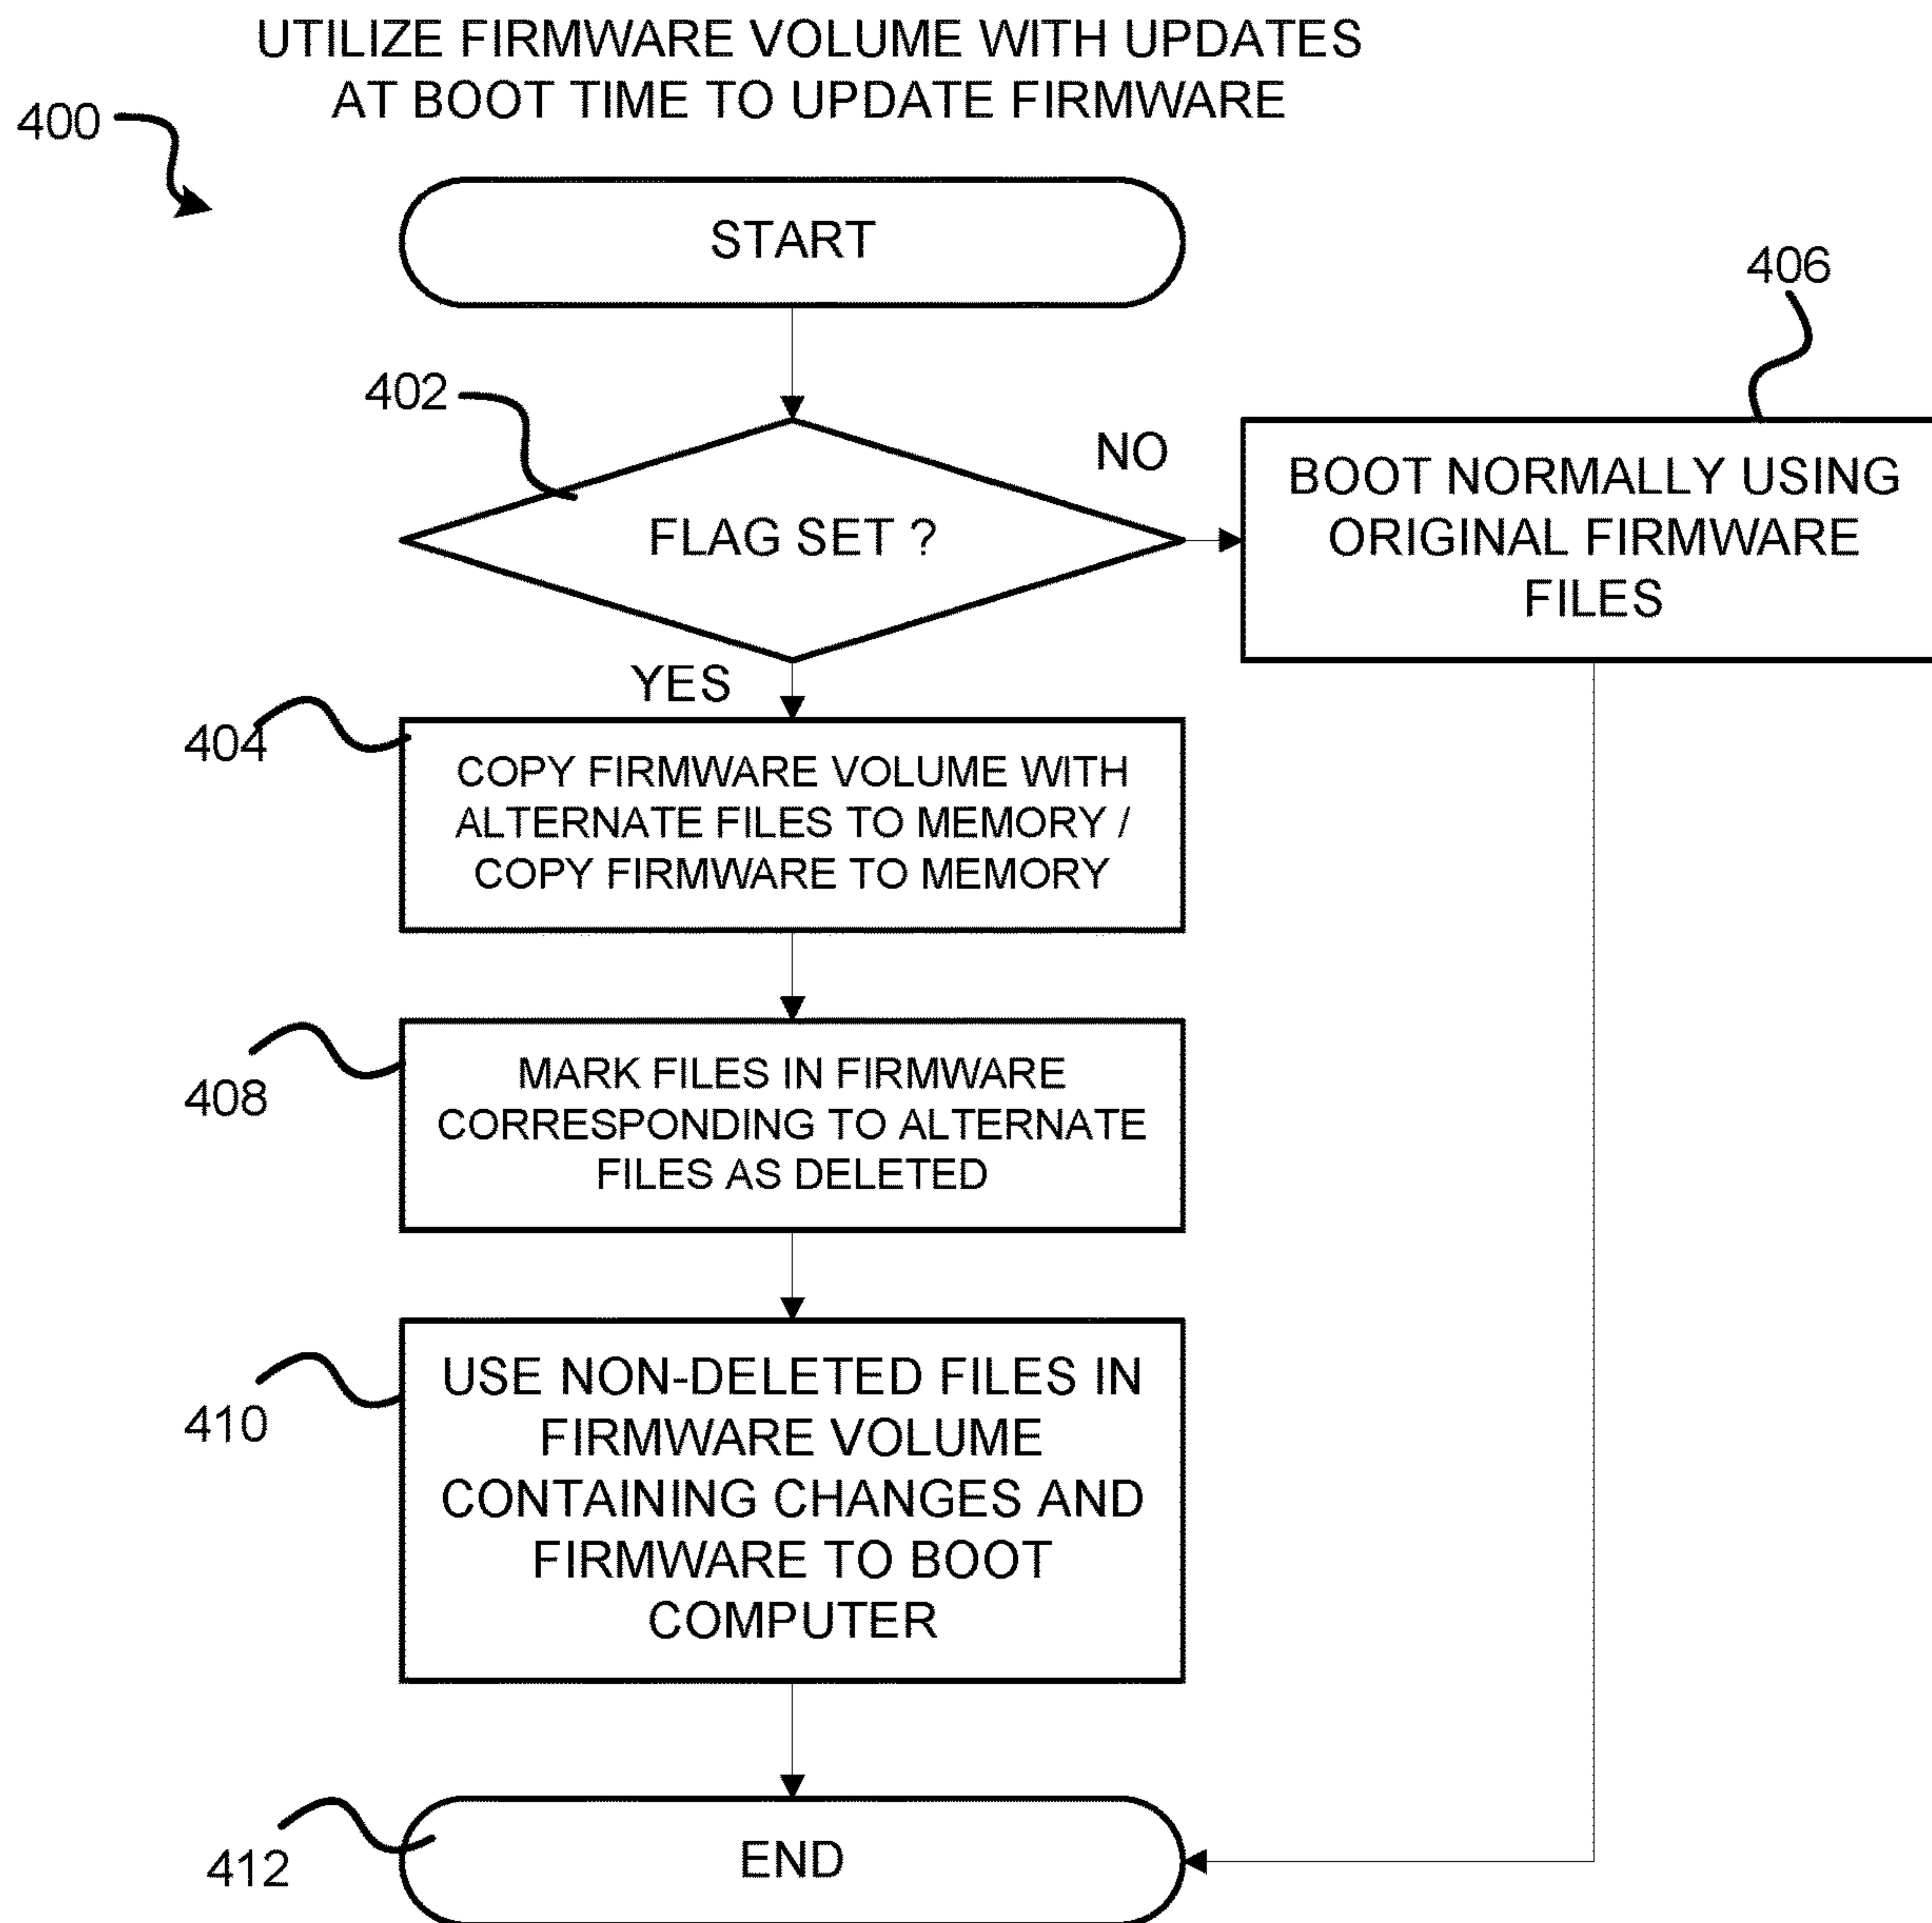 UTILIZE FIRMWARE VOLUME WITH UPDATES
AT BOOT TIME TO UPDATE FIRMWARE
400
START
406
402
NO
FLAG SET ?
BOOT NORMALLY USING
ORIGINAL FIRMWARE
FILES
YES
404
COPY FIRMWARE VOLUME WITH
ALTERNATE FILES TO MEMORY /
COPY FIRMWARE TO MEMORY
408
MARK FILES IN FIRMWARE
CORRESPONDING TO ALTERNATE
FILES AS DELETED
410
USE NON-DELETED FILES IN
FIRMWARE VOLUME
CONTAINING CHANGES AND
FIRMWARE TO BOOT
COMPUTER
412
END